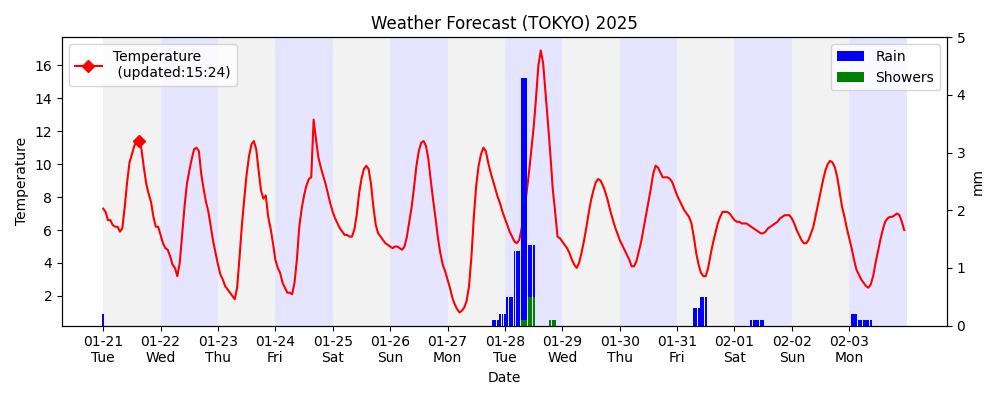 Weather Forecast (TOKYO) 2025
Temperature
(updated:15:24)
Rain
Showers
Temperature
16
14
12
10
8
6
4
2
5
4
3
2
1
0
mm
01-21 01-22 01-23 01-24 01-25 01-26 01-27 01-28 01-29 01-30 01-31 02-01 02-02 02-03
Tue Wed Thu Fri Sat Sun Mon Tue Wed Thu Fri Sat Sun Mon
Date